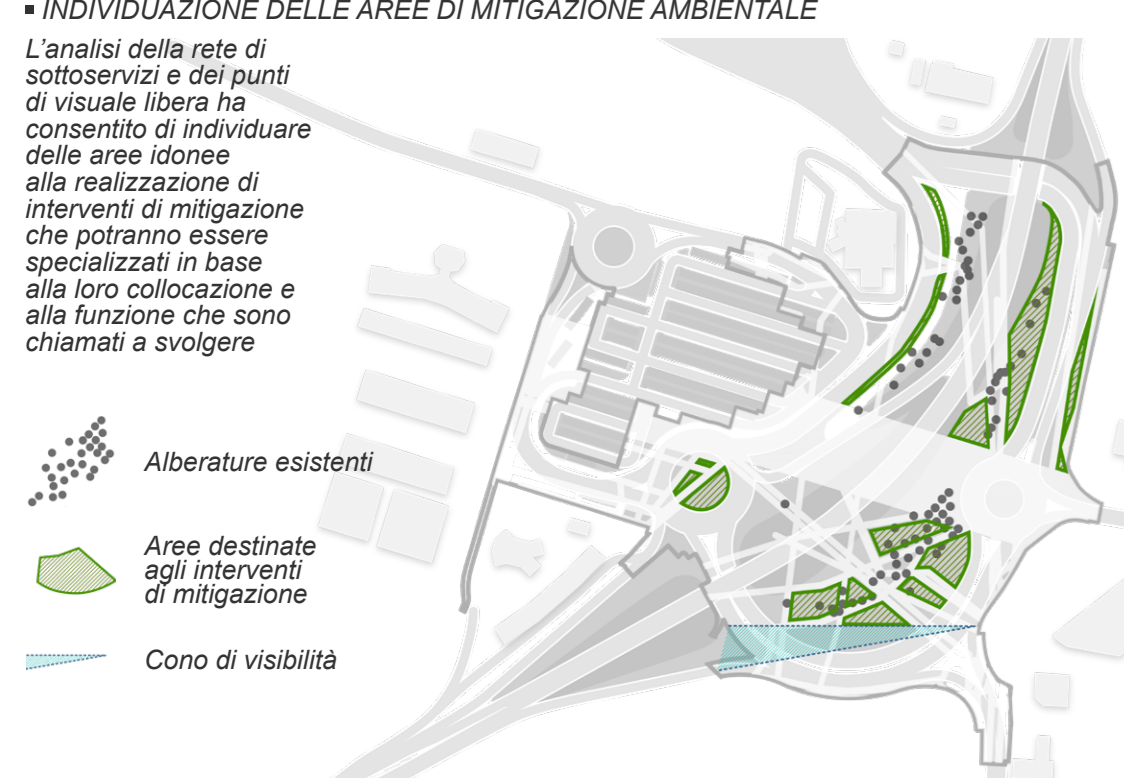 ▪ INDIVIDUAZIONE DELLE AREE DI MITIGAZIONE AMBIENTALE
L'analisi della rete di
sottoservizi e dei punti
di visuale libera ha
consentito di individuare
delle aree idonee
alla realizzazione di
interventi di mitigazione
che potranno essere
specializzati in base
alla loro collocazione e
alla funzione che sono
chiamati a svolgere
Alberature esistenti
Aree destinate
agli interventi
di mitigazione
Cono di visibilità